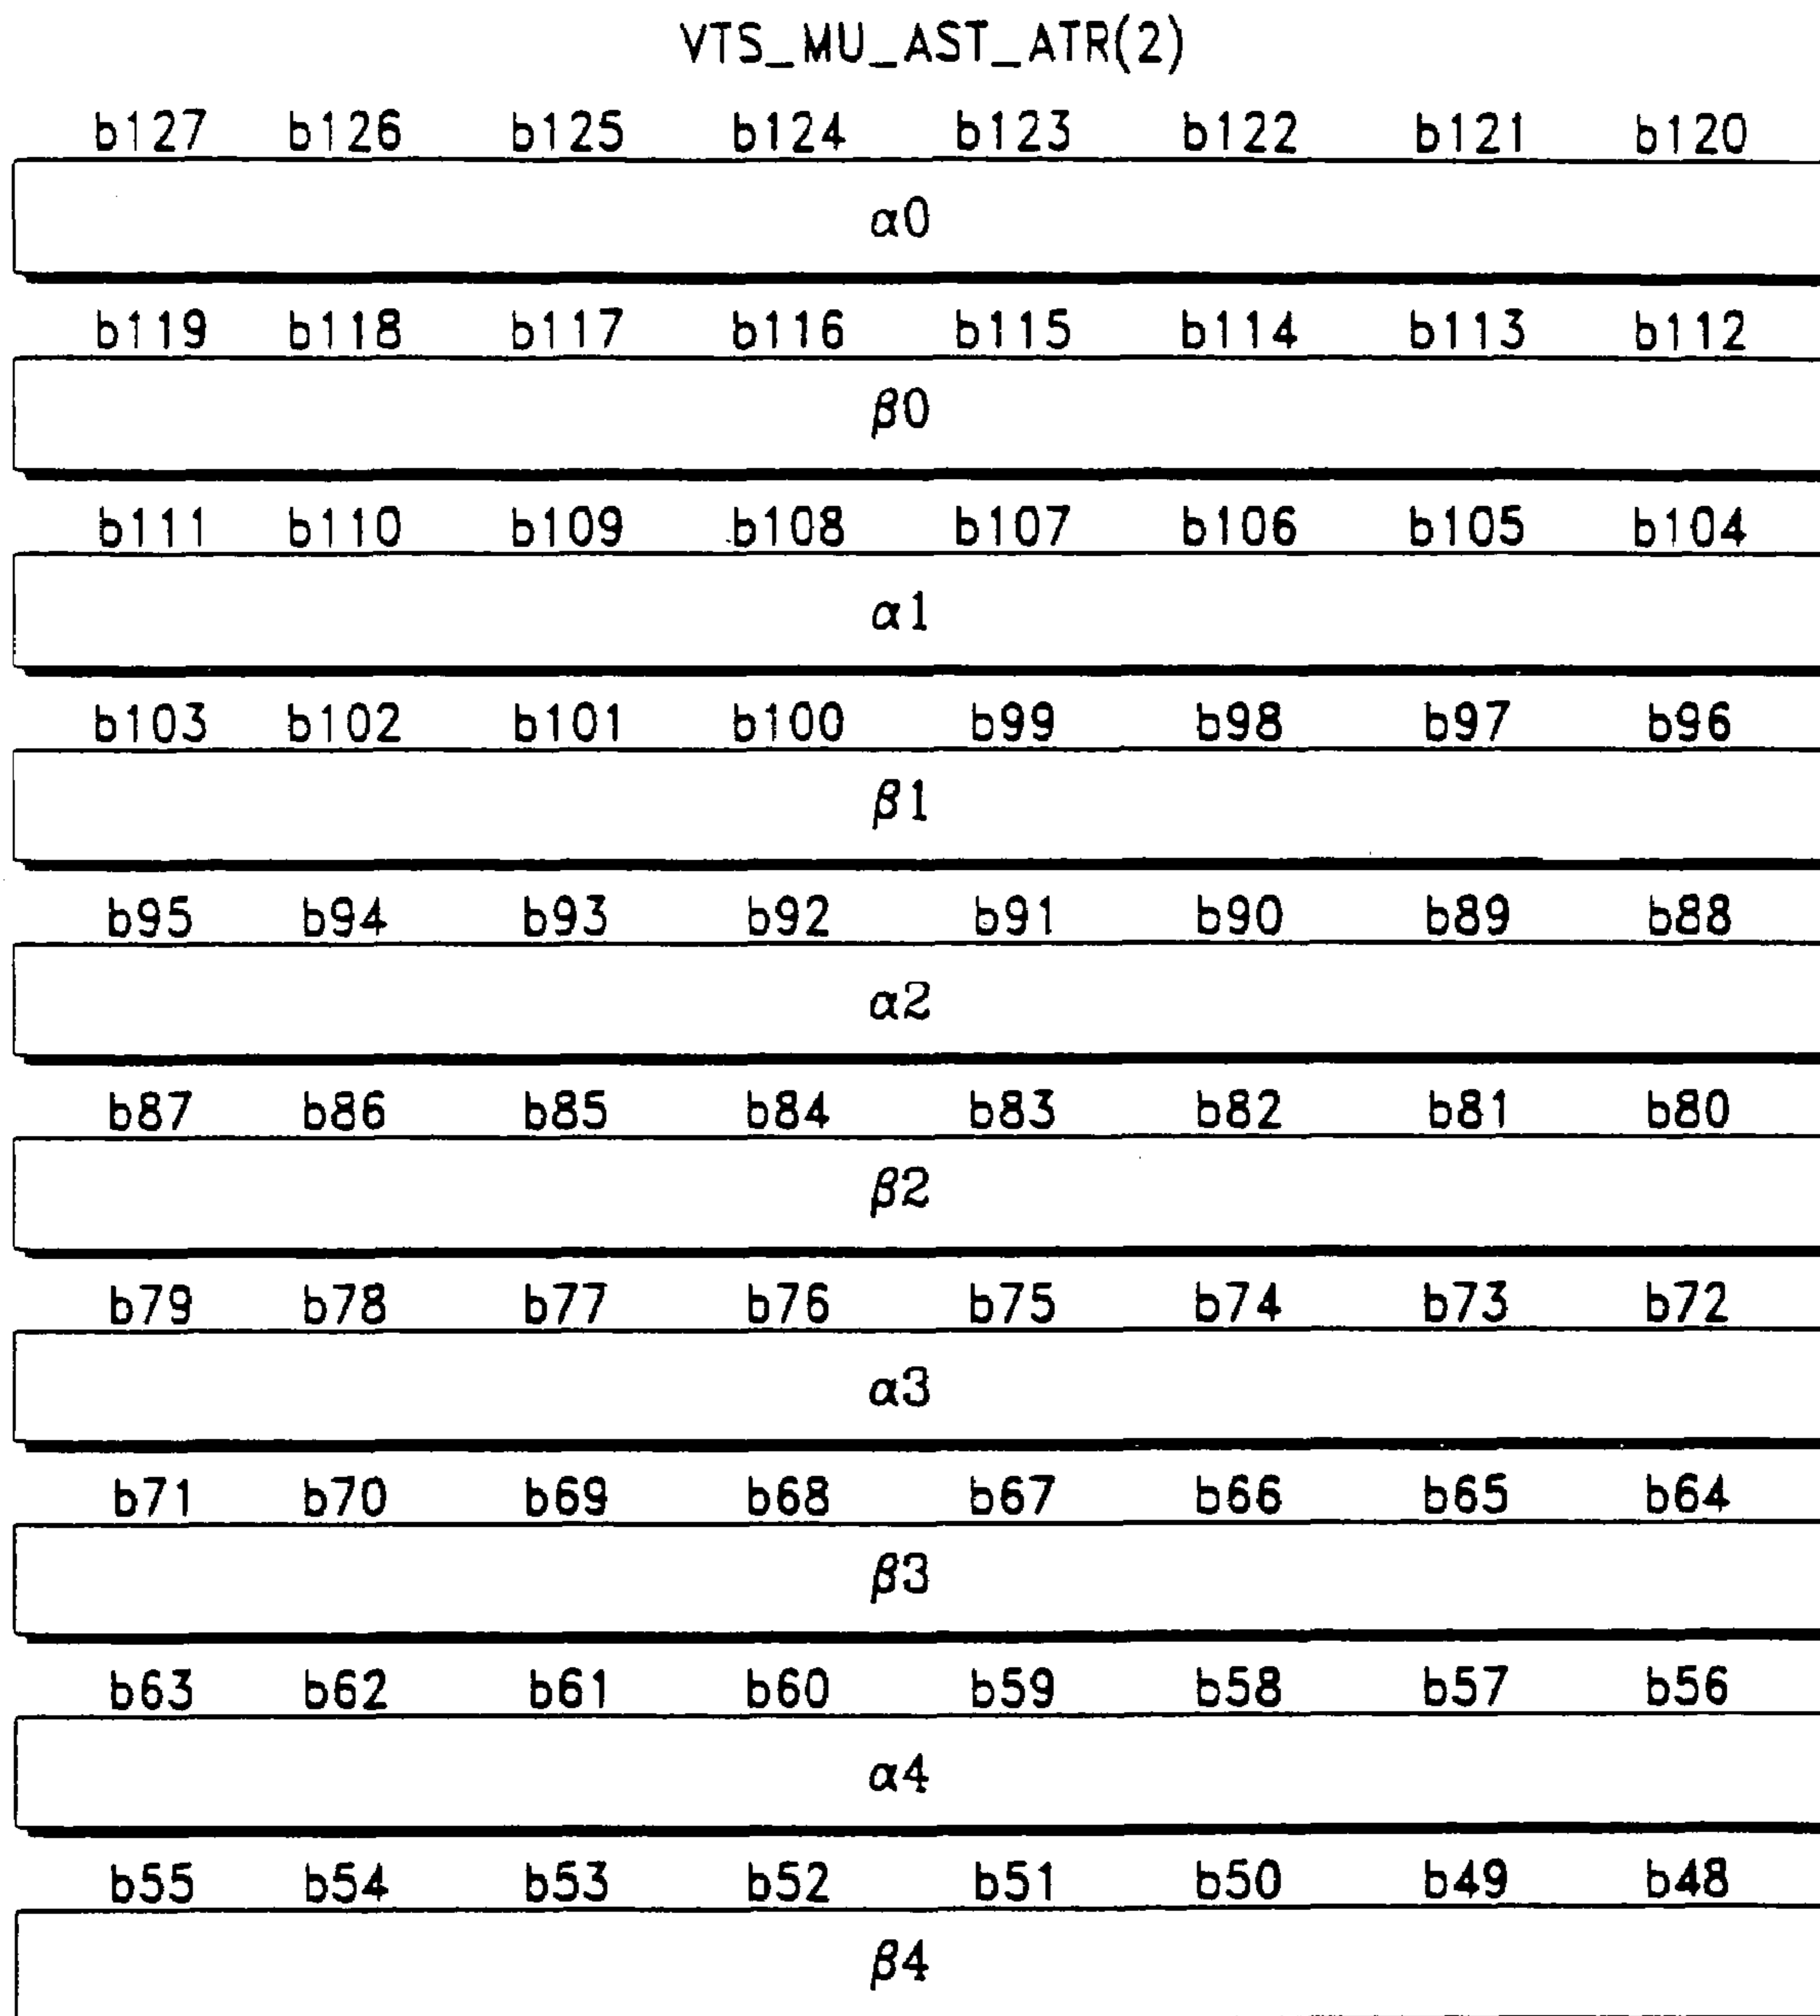 VTS_MU_AST_ATR(2)
b127 b126 b125 b124 b123 b122 b121 b120
α0
b119 b118 b117 b116 b115 b114 b113 b112
β0
b111 b110 b109 b108 b107 b106 b105 b104
α1
b103 b102 b101 b100 b99 b98 b97 b96
β1
b95 b94 b93 b92 b91 b90 b89 b88
α2
b87 b86 b85 b84 b83 b82 b81 b80
β2
b79 b78 b77 b76 b75 b74 b73 b72
α3
b71 b70 b69 b68 b67 b66 b65 b64
β3
b63 b62 b61 b60 b59 b58 b57 b56
α4
b55 b54 b53 b52 b51 b50 b49 b48
β4